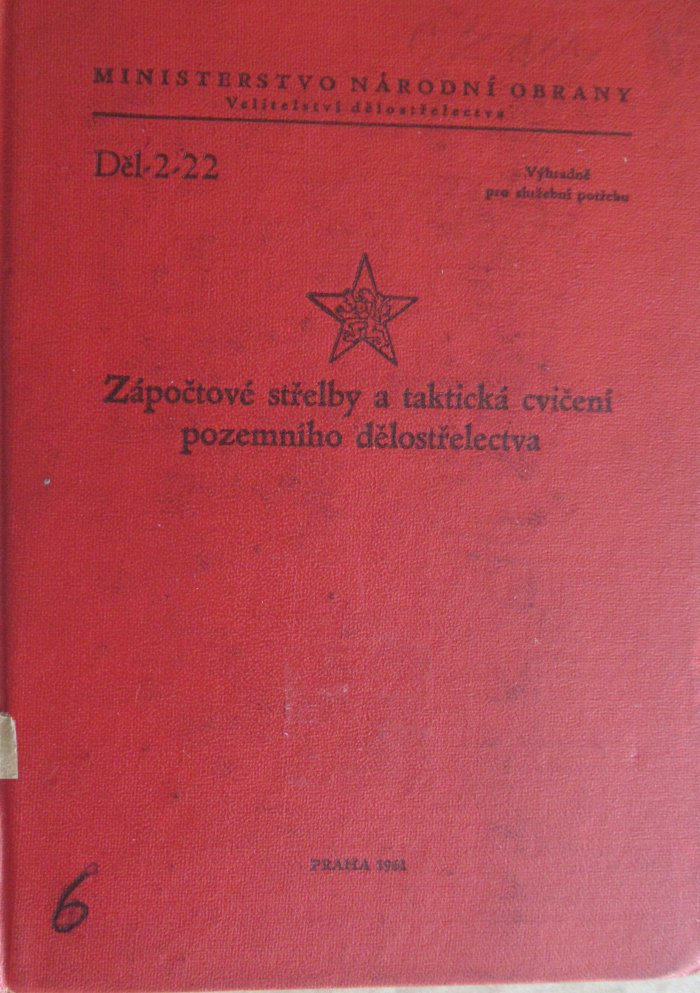 MINISTERSTVO NÁRODNÍ OBRANY
Velitelství dělostřelectva
Děl-2-22
Výhradně
pro služební potřebu
Zápočtové střelby a taktická cvičení
pozemního dělostřelectva
PRAHA 1961
6